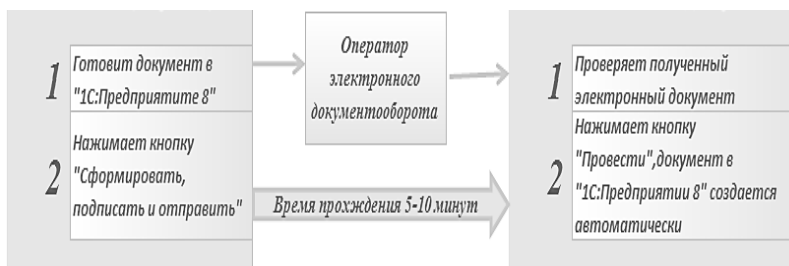 1
Готовит документ в
"1С:Предприятите 8"
2
Нажимает кнопку
"Сформировать,
подписать и отправить"
Оператор
электронного
документооборота
Время прохждения 5-10 минут
1
Проверяет полученный
электронный документ
2
Нажимает кнопку
"Провести",документ в
"1С:Предприятии 8" создается
автоматически